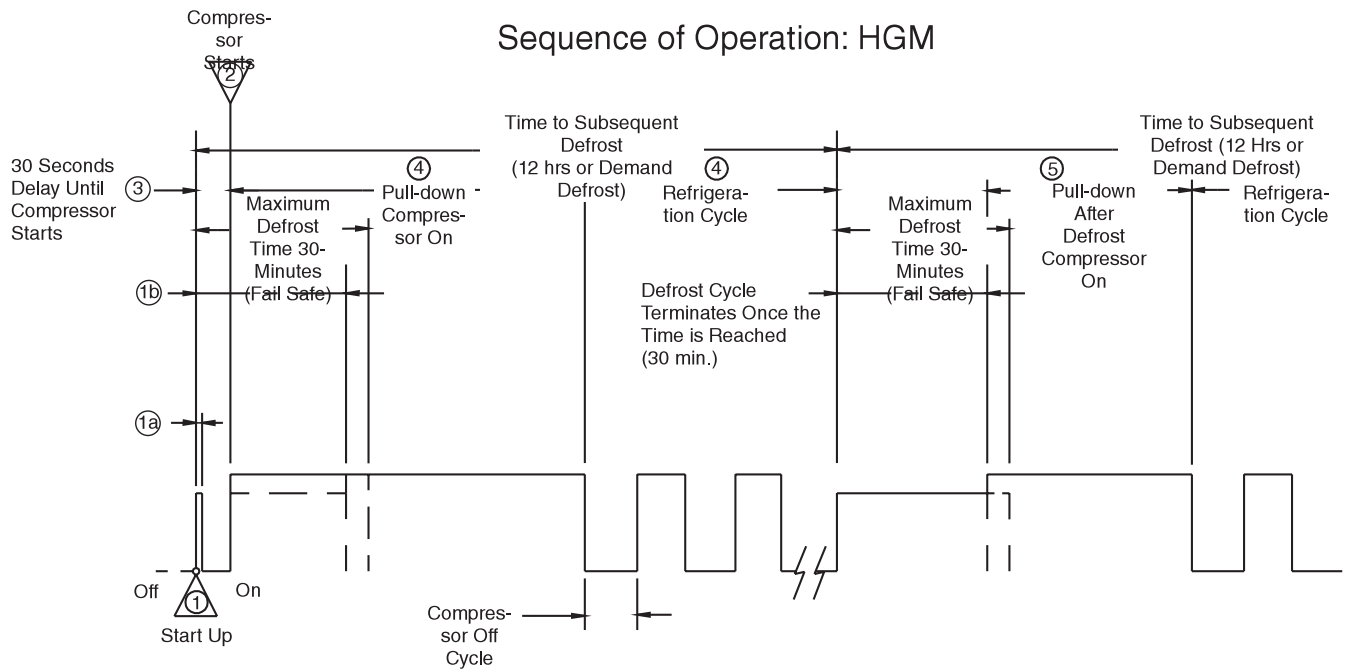 Compres-
sor
Starts
2
Sequence of Operation: HGM
30 Seconds
Delay Until
Compressor
Starts
3
4
Pull-down
Compres-
sor On
Maximum
Defrost
Time 30-
Minutes
(Fail Safe)
Time to Subsequent
Defrost
(12 hrs or Demand
Defrost)
4
Refrigera-
tion Cycle
Maximum
Defrost
Time 30-
Minutes
(Fail Safe)
5
Pull-down
After
Defrost
Compressor
On
Time to Subsequent
Defrost (12 Hrs or
Demand Defrost)
Refrigera-
tion Cycle
1b
Defrost Cycle
Terminates Once the
Time is Reached
(30 min.)
1a
Off
On
1
Start Up
Compres-
sor Off
Cycle